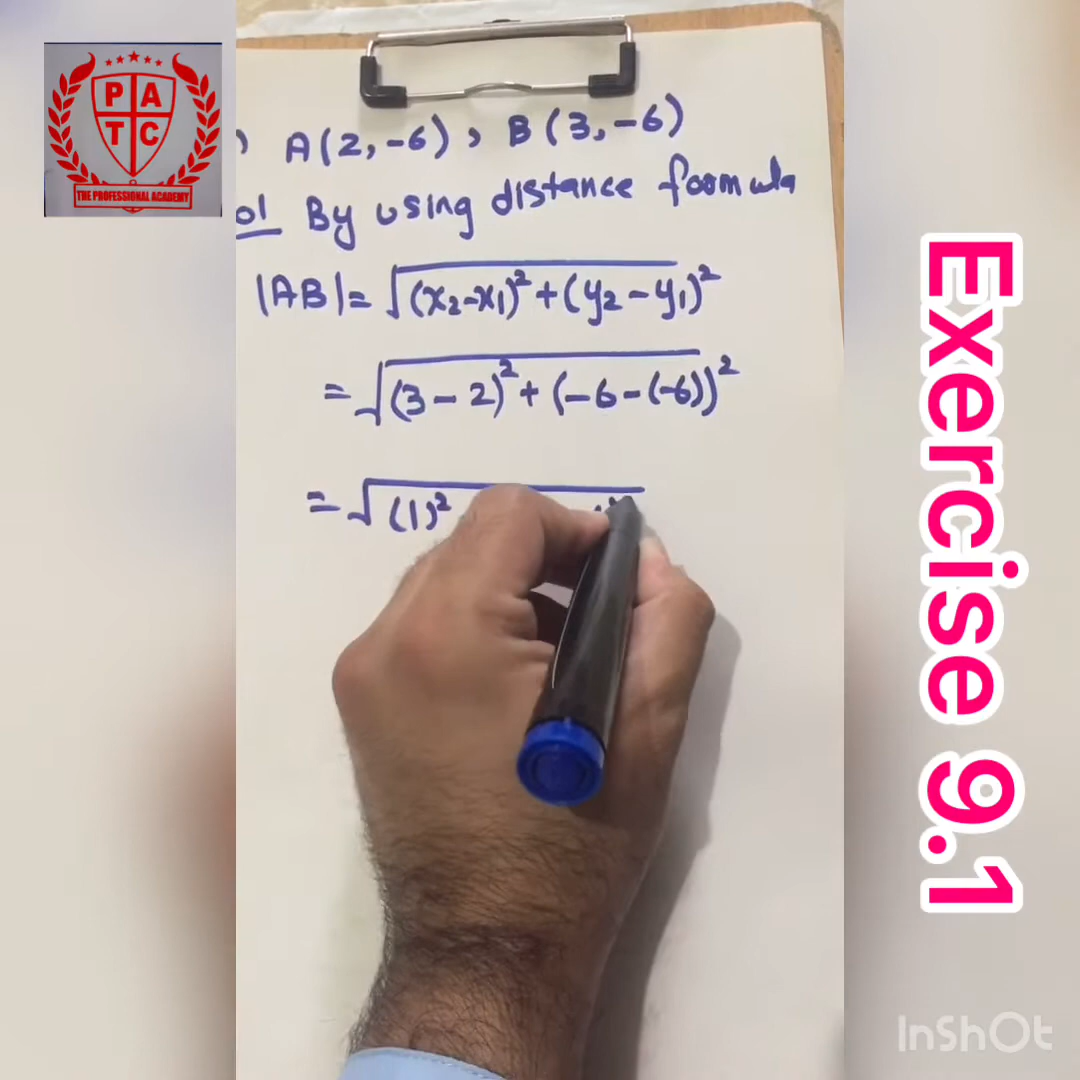 P A
T C
THE PROFESSIONAL ACADEMY
) A(2,-6), B(3,-6)
ol By using distance formula
|AB|=√(x₂-x₁)²+(y₂-y₁)²
=√(3-2)²+(-6-(-6))²
=√(1)²
Exercise 9.1
InShOt